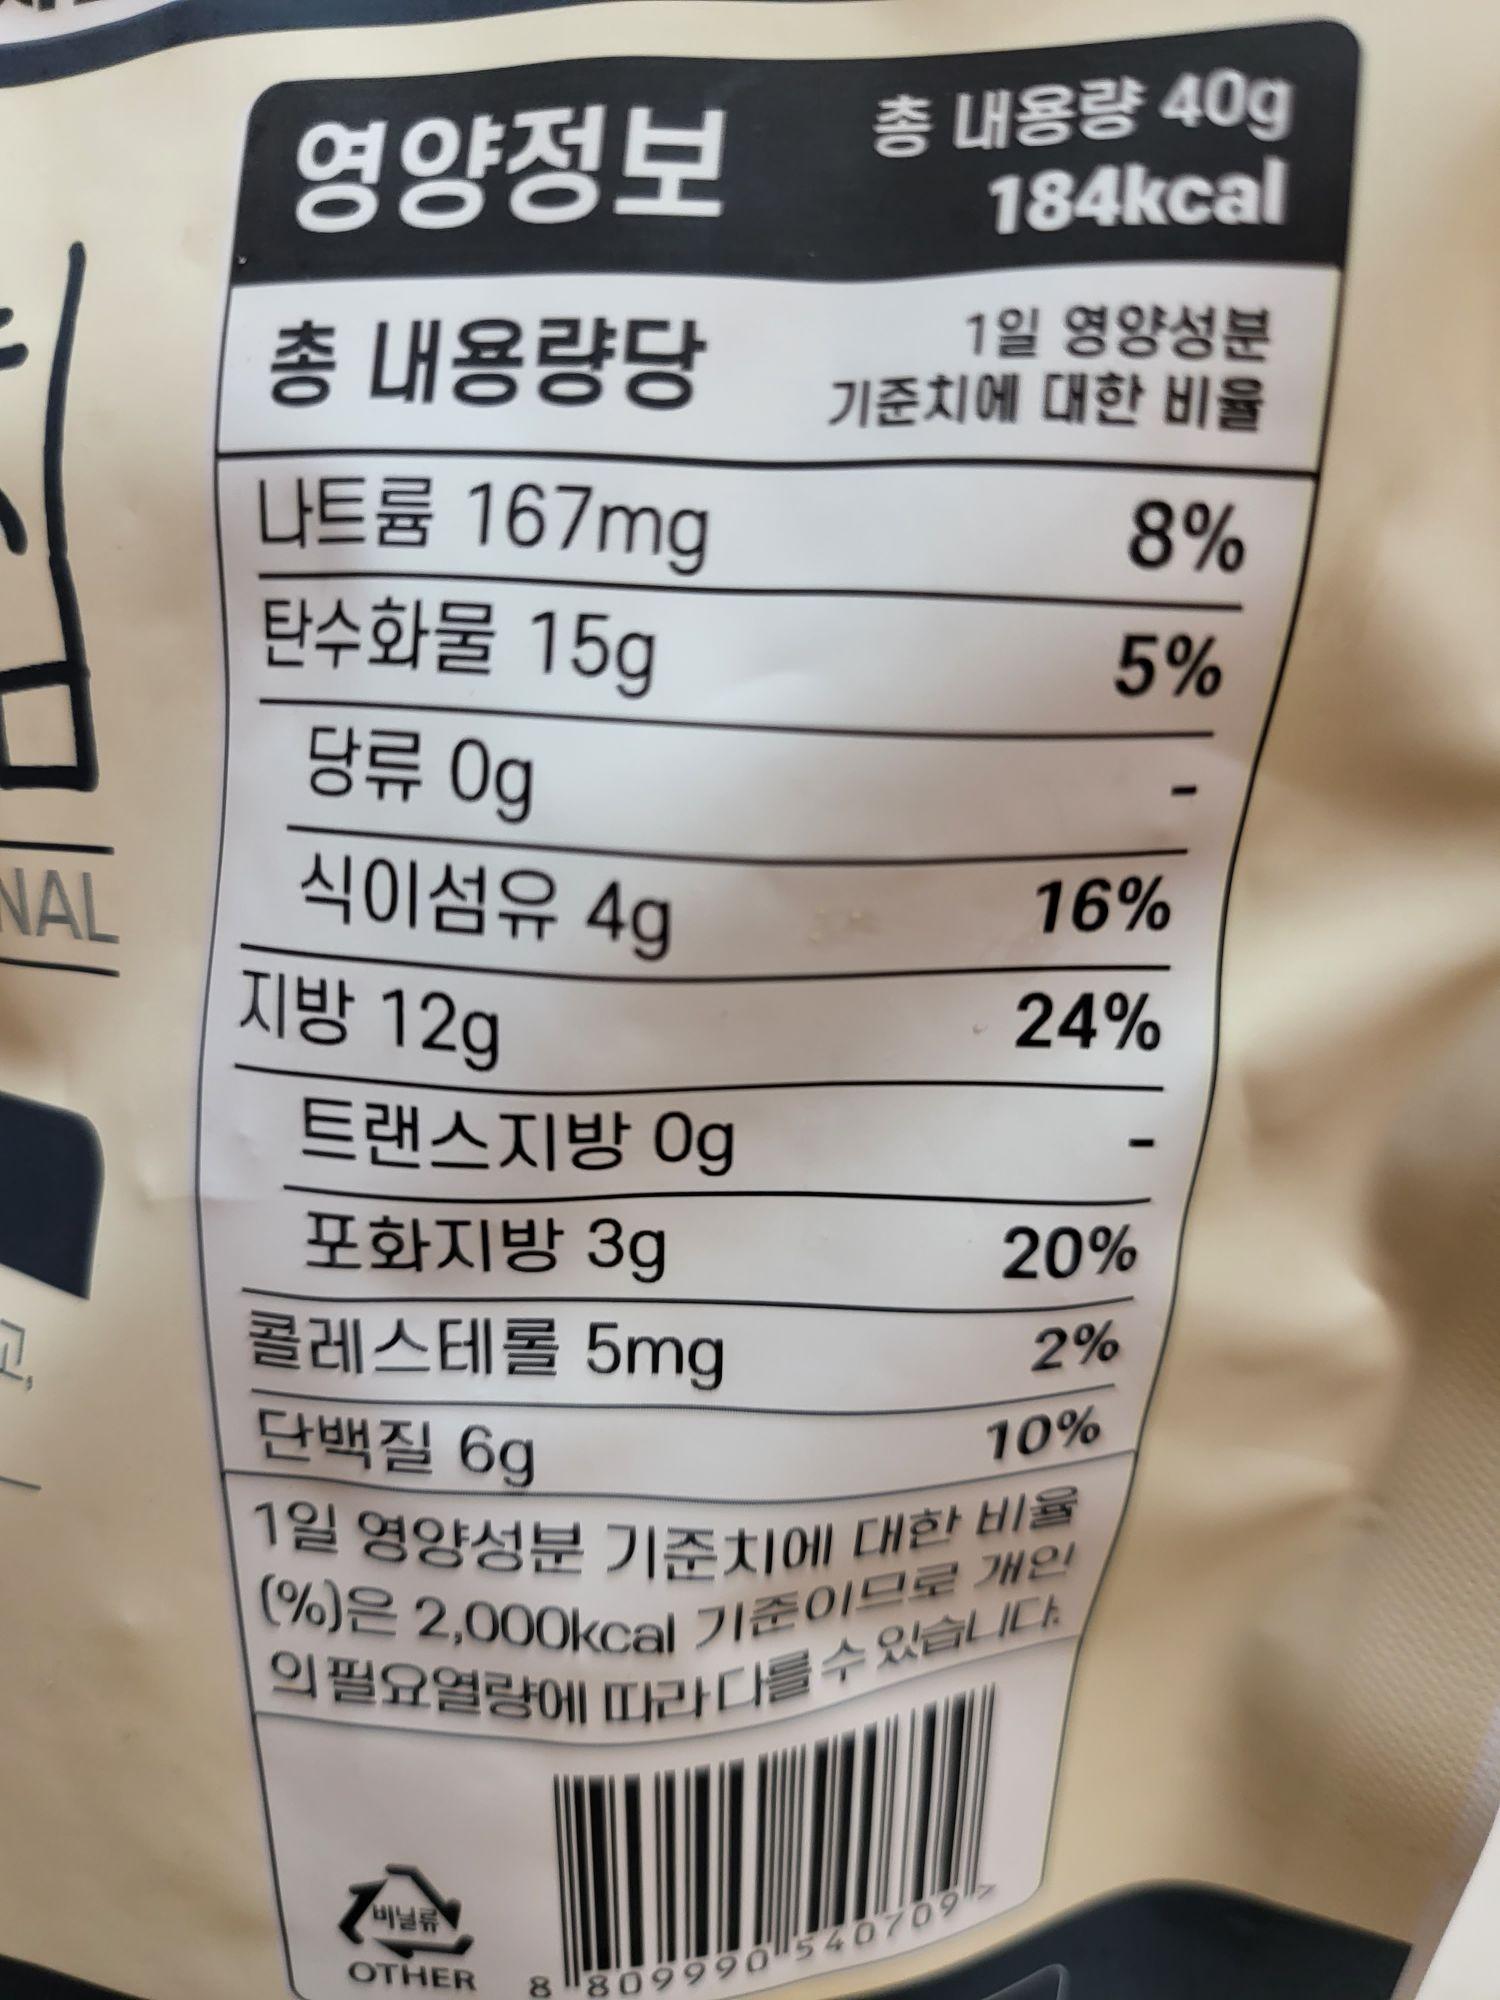 영양정보
총 내용량 40g
184kcal
총 내용량당
1일 영양성분
기준치에 대한 비율
나트륨 167mg 8%
탄수화물 15g 5%
당류 0g -
식이섬유 4g 16%
지방 12g 24%
트랜스지방 0g -
포화지방 3g 20%
콜레스테롤 5mg 2%
단백질 6g 10%
1일 영양성분 기준치에 대한 비율
(%)은 2,000kcal 기준이므로 개인
의 필요열량에 따라 다를 수 있습니다.
비닐류
OTHER
8 809990 540709 >
NAL
고,